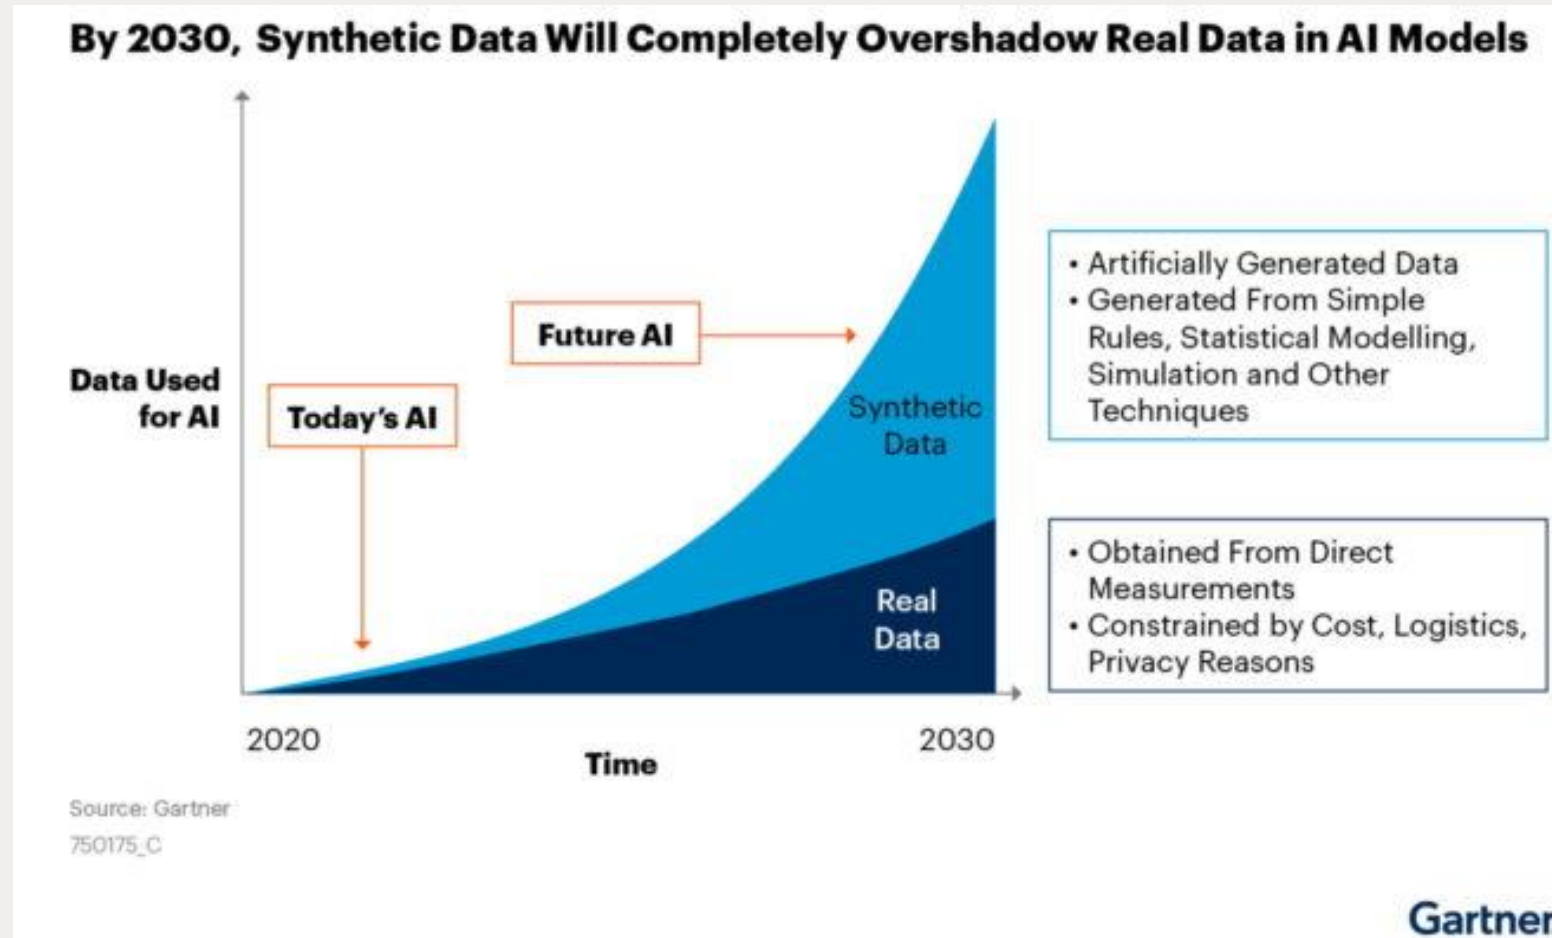 By 2030, Synthetic Data Will Completely Overshadow Real Data in AI Models
Data Used
for AI
Today's AI
Future AI
Synthetic
Data
Real
Data
• Artificially Generated Data
• Generated From Simple
Rules, Statistical Modelling,
Simulation and Other
Techniques
• Obtained From Direct
Measurements
• Constrained by Cost, Logistics,
Privacy Reasons
2020
2030
Time
Source: Gartner
750175_C
Gartner